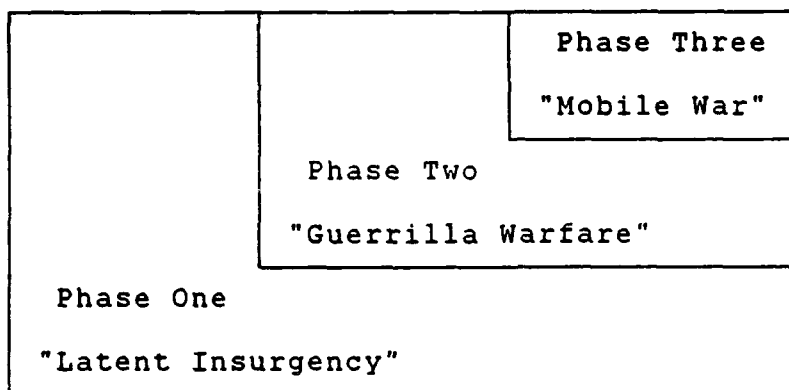 Phase Three
"Mobile War"
Phase Two
"Guerrilla Warfare"
Phase One
"Latent Insurgency"